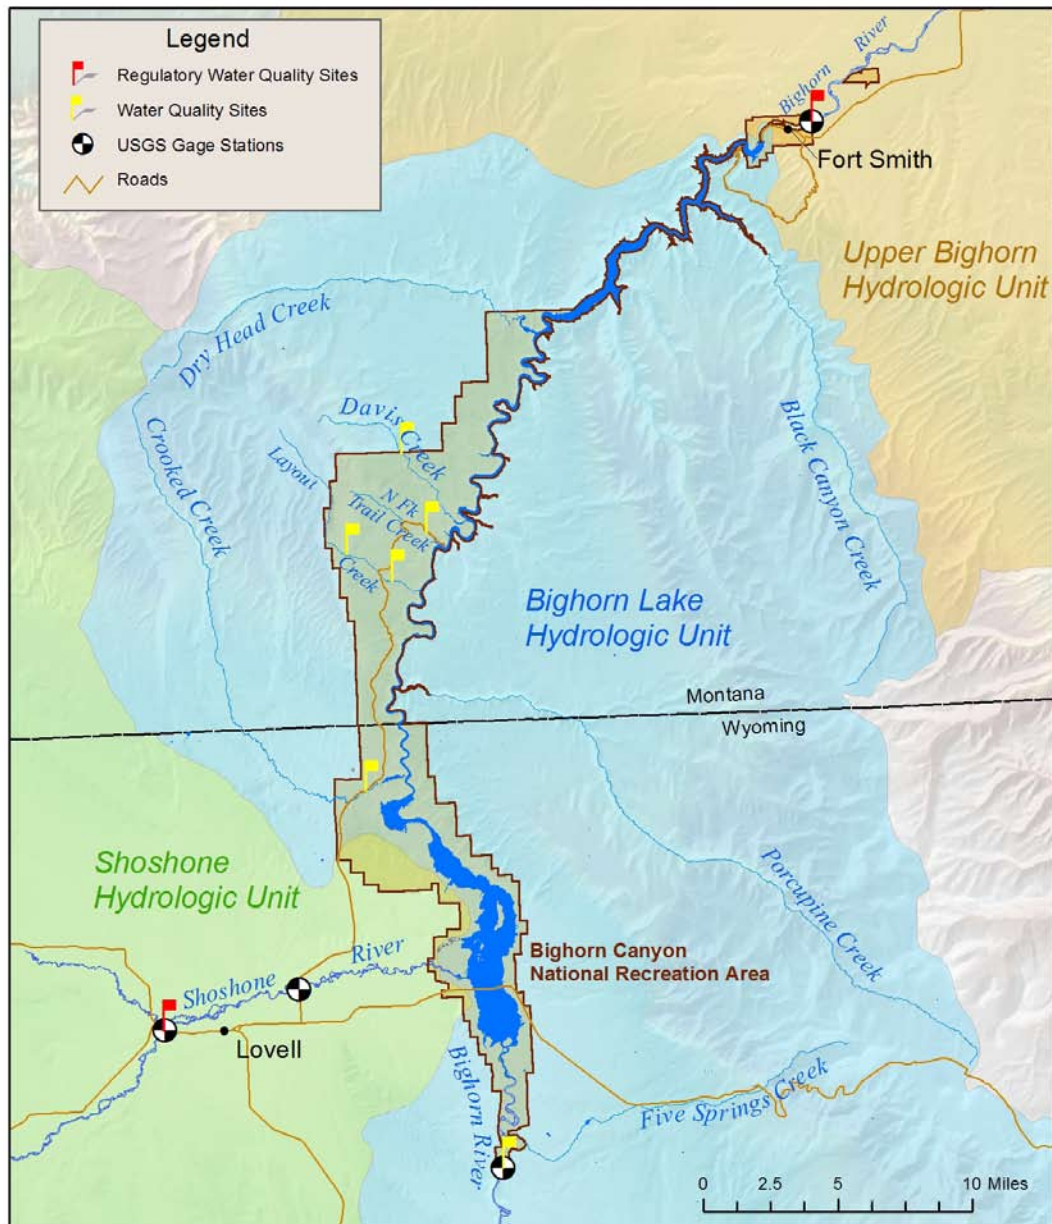 Legend
Regulatory Water Quality Sites
Water Quality Sites
USGS Gage Stations
Roads
Bighorn River
Fort Smith
Upper Bighorn
Hydrologic Unit
Dry Head Creek
Davis Creek
Layout Creek
Crooked Creek
N Fk
Trail Creek
Black Canyon Creek
Bighorn Lake
Hydrologic Unit
Montana
Wyoming
Shoshone
Hydrologic Unit
Porcupine Creek
Bighorn Canyon
National Recreation Area
Shoshone River
Lovell
Bighorn River
Five Springs Creek
0 2.5 5 10 Miles